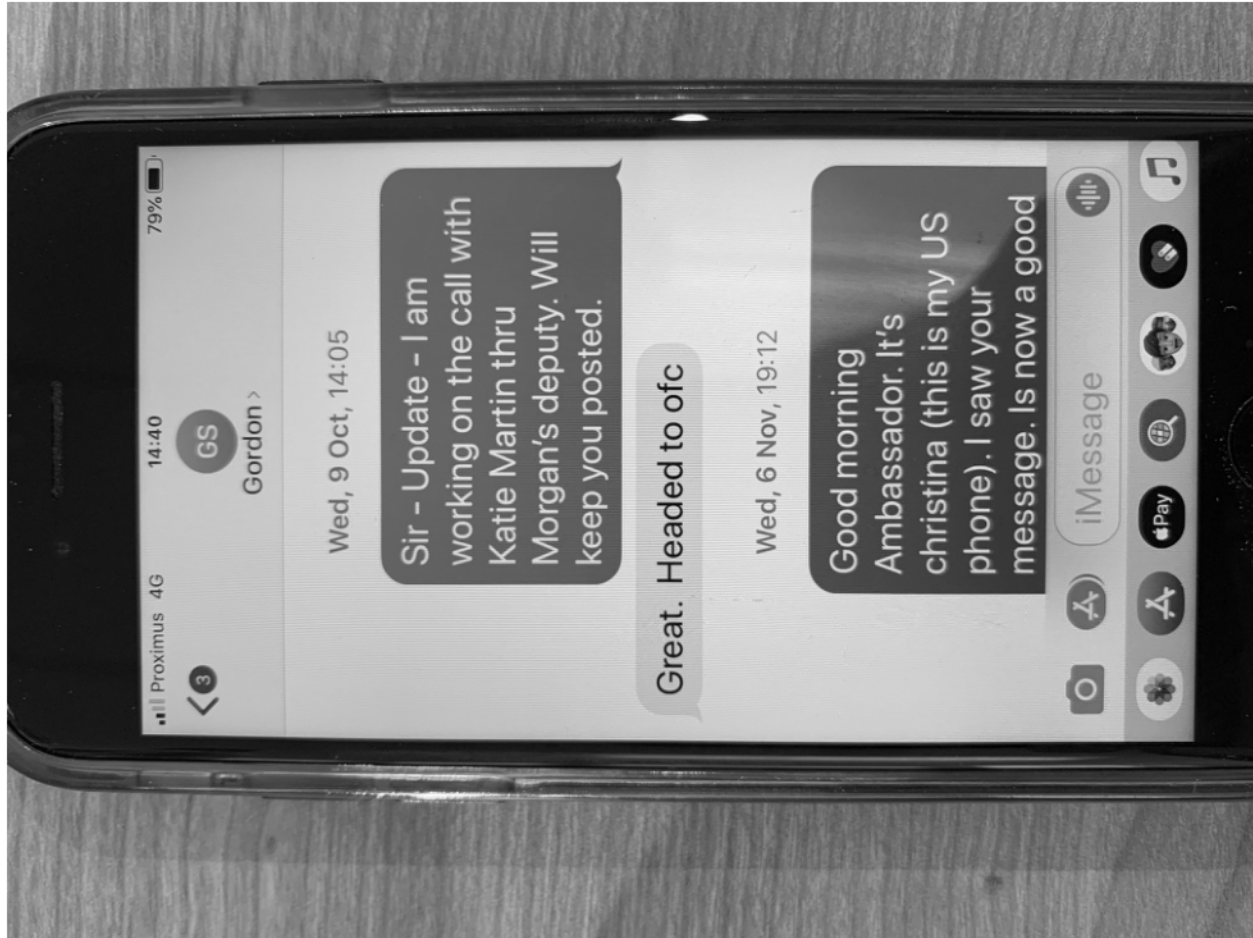 Proximus 4G
14:40
79%
3
GS
Gordon >
Wed, 9 Oct, 14:05
Sir - Update - I am
working on the call with
Katie Martin thru
Morgan's deputy. Will
keep you posted.
Great.  Headed to ofc
Wed, 6 Nov, 19:12
Good morning
Ambassador. It's
christina (this is my US
phone). I saw your
message. Is now a good
iMessage
Pay